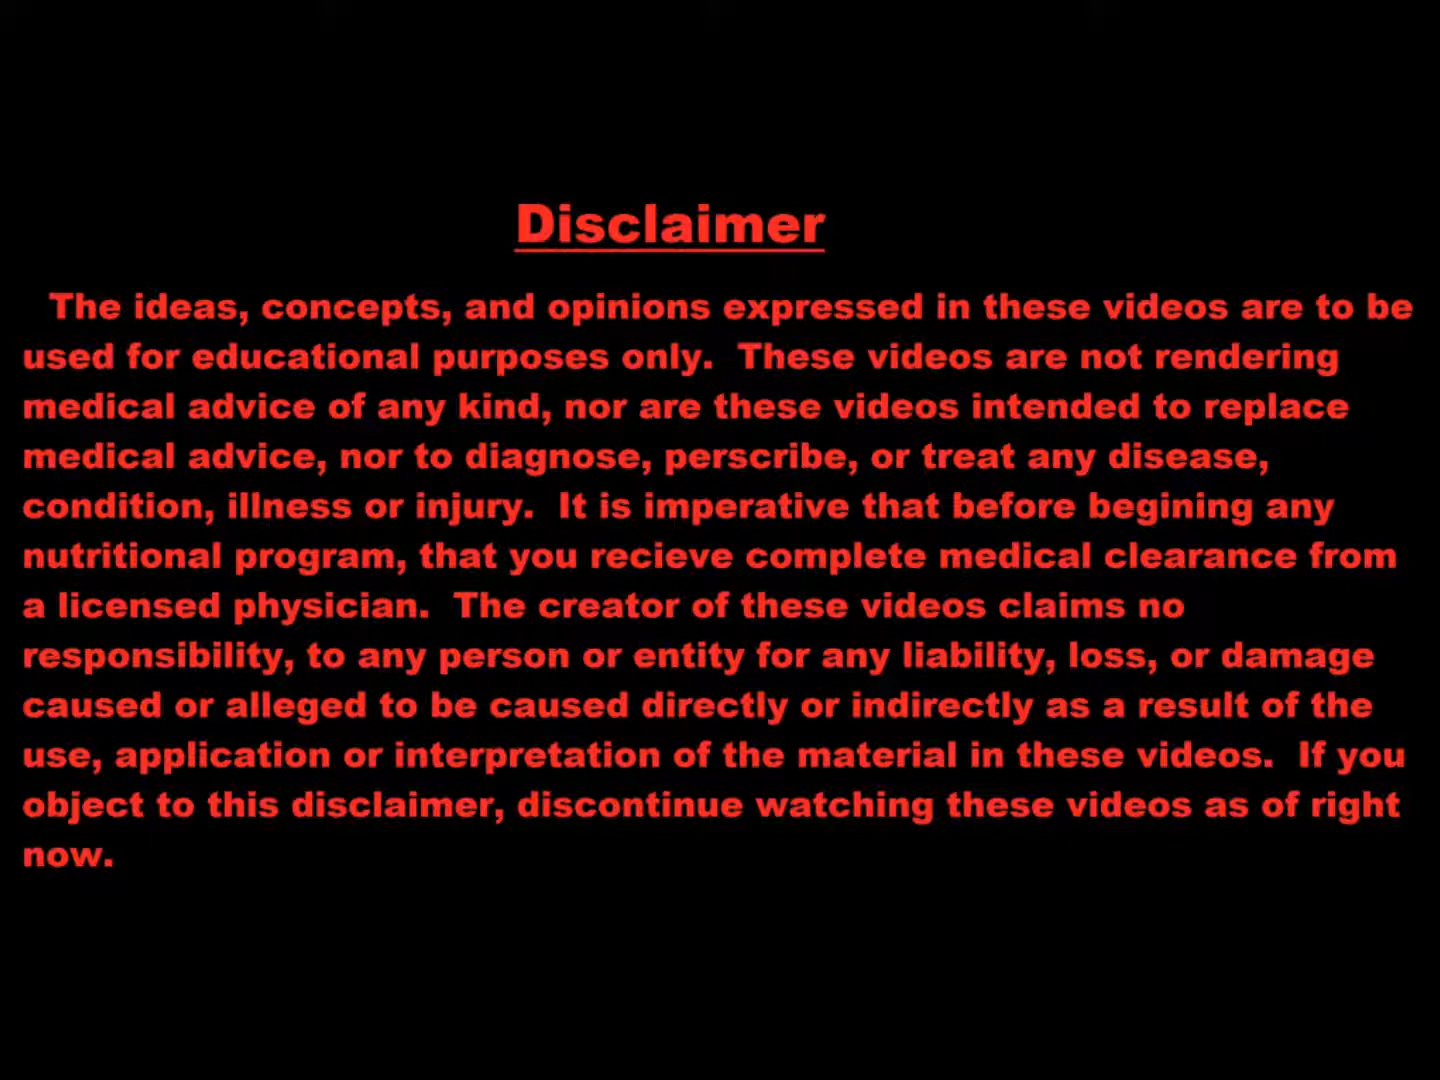 Disclaimer
The ideas, concepts, and opinions expressed in these videos are to be
used for educational purposes only. These videos are not rendering
medical advice of any kind, nor are these videos intended to replace
medical advice, nor to diagnose, perscribe, or treat any disease,
condition, illness or injury. It is imperative that before begining any
nutritional program, that you recieve complete medical clearance from
a licensed physician. The creator of these videos claims no
responsibility, to any person or entity for any liability, loss, or damage
caused or alleged to be caused directly or indirectly as a result of the
use, application or interpretation of the material in these videos. If you
object to this disclaimer, discontinue watching these videos as of right
now.